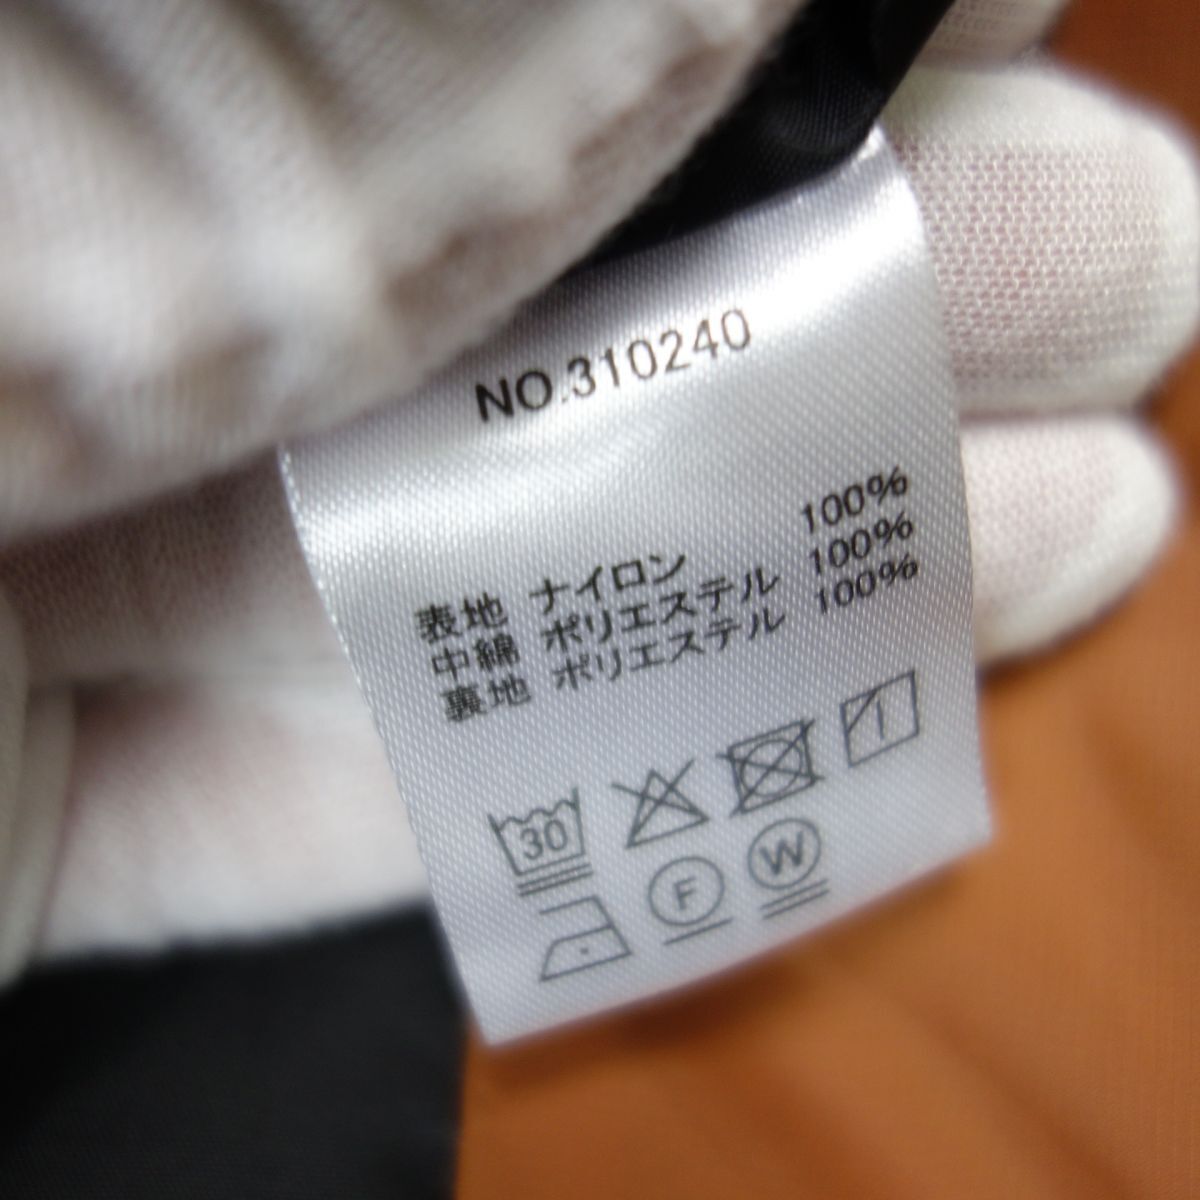 NO.310240
表地 ナイロン 100%
中綿 ポリエステル 100%
裏地 ポリエステル 100%
30
F W